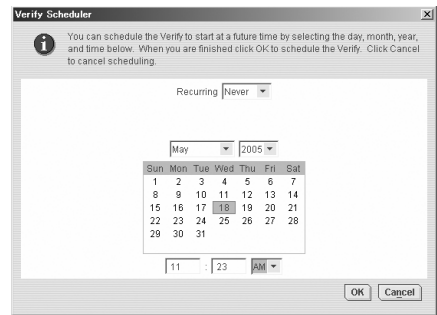 Verify Scheduler
You can schedule the Verify to start at a future time by selecting the day, month, year,
and time below. When you are finished click OK to schedule the Verify. Click Cancel
to cancel scheduling.
Recurring Never
May 2005
Sun Mon Tue Wed Thu Fri Sat
1 2 3 4 5 6 7
8 9 10 11 12 13 14
15 16 17 18 19 20 21
22 23 24 25 26 27 28
29 30 31
11 : 23 AM
OK Cancel